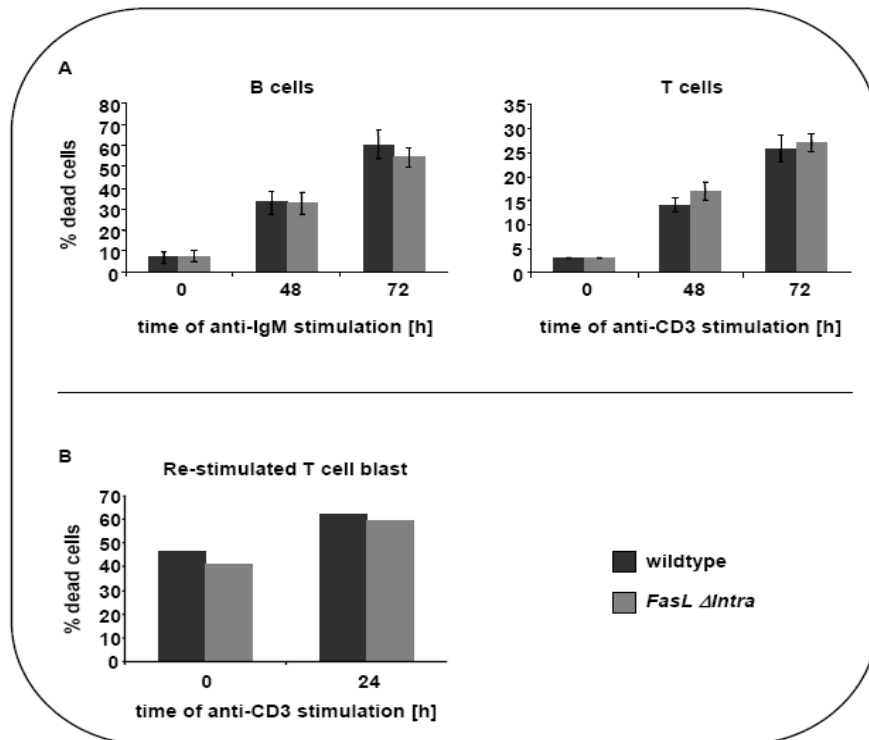 A
B cells
T cells
% dead cells
80
70
60
50
40
30
20
10
0
0 48 72
time of anti-IgM stimulation [h]
35
30
25
20
15
10
5
0
0 48 72
time of anti-CD3 stimulation [h]
B
Re-stimulated T cell blast
% dead cells
70
60
50
40
30
20
10
0
0 24
time of anti-CD3 stimulation [h]
wildtype
FasL ΔIntra